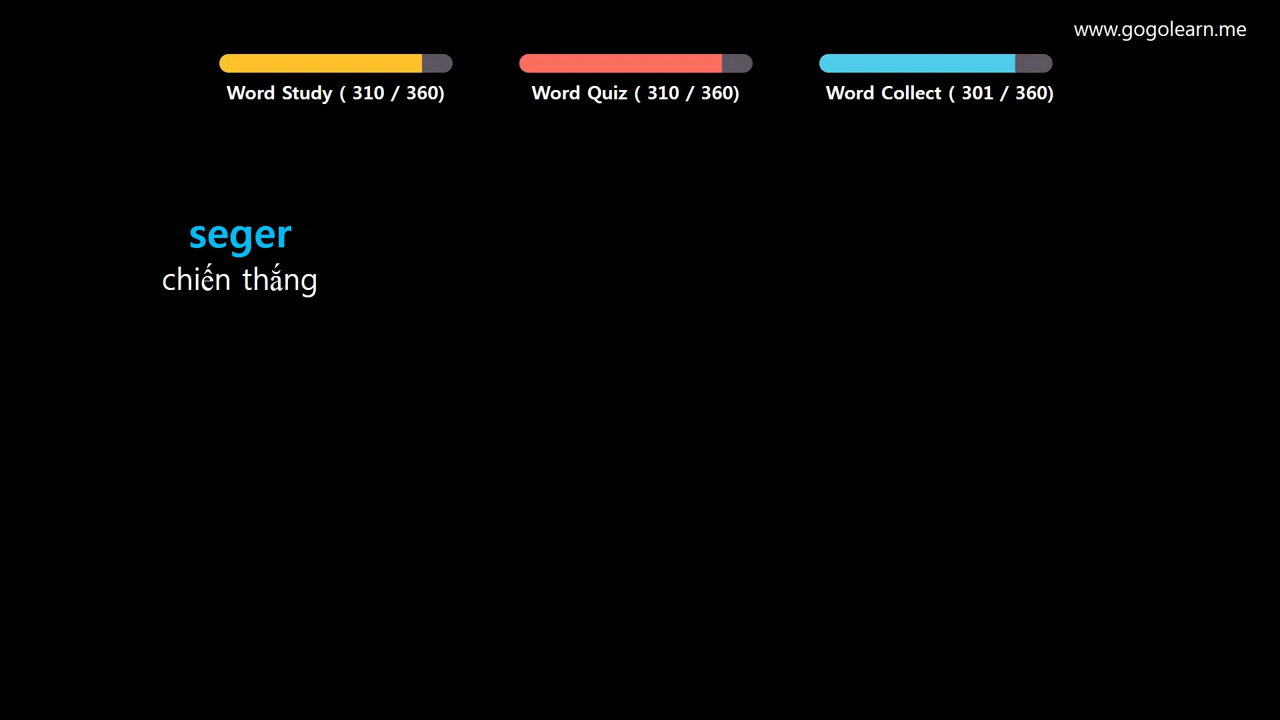 www.gogolearn.me
Word Study ( 310 / 360)
Word Quiz ( 310 / 360)
Word Collect ( 301 / 360)
seger
chiến thắng